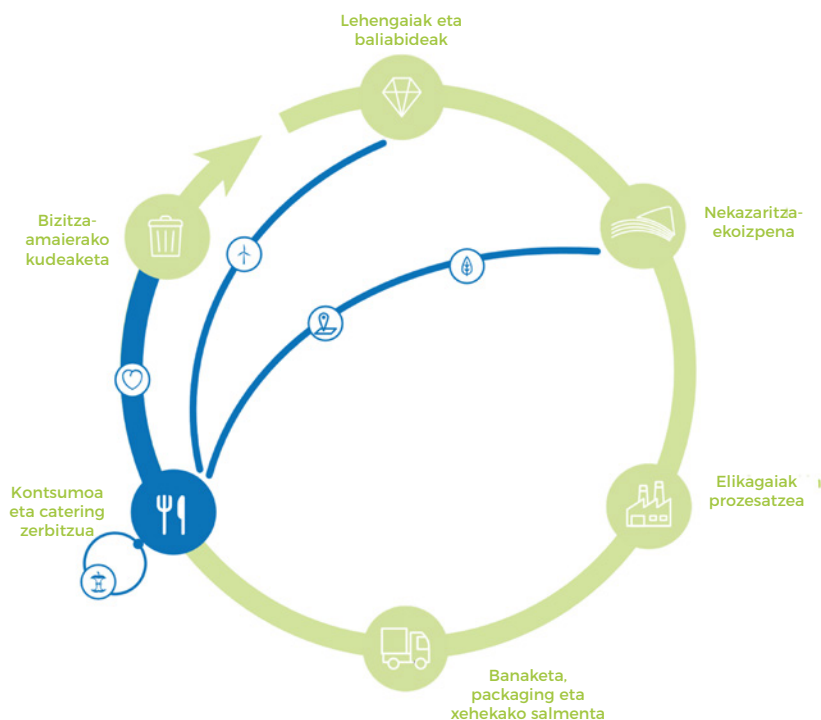 Lehengaiak eta
baliabideak
Nekazaritza-
ekoizpena
Elikagaiak
prozesatzea
Banaketa,
packaging eta
xehekako salmenta
Kontsumoa
eta catering
zerbitzua
Bizitza-
amaierako
kudeaketa